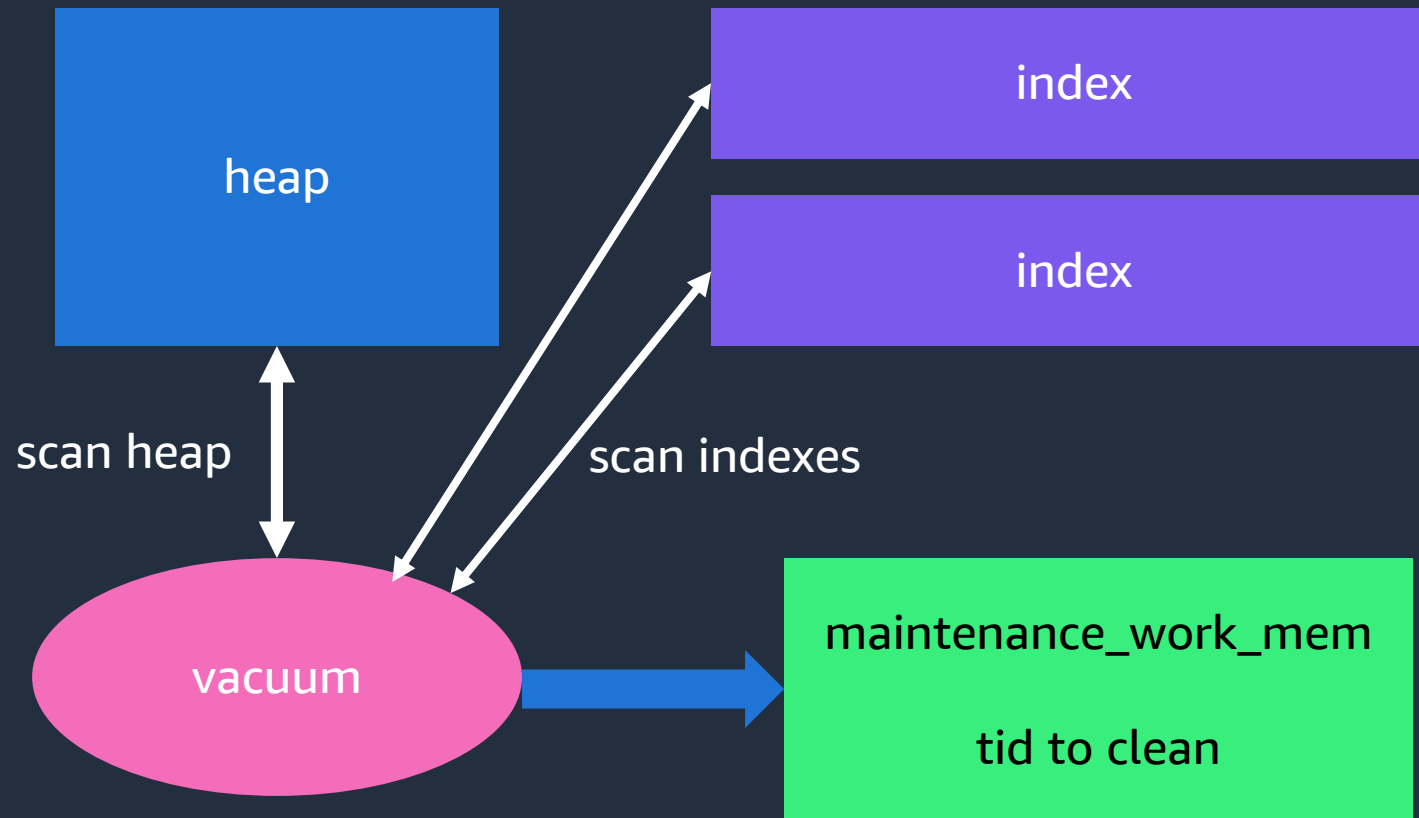 index
heap
index
scan heap
scan indexes
maintenance_work_mem
vacuum
tid to clean